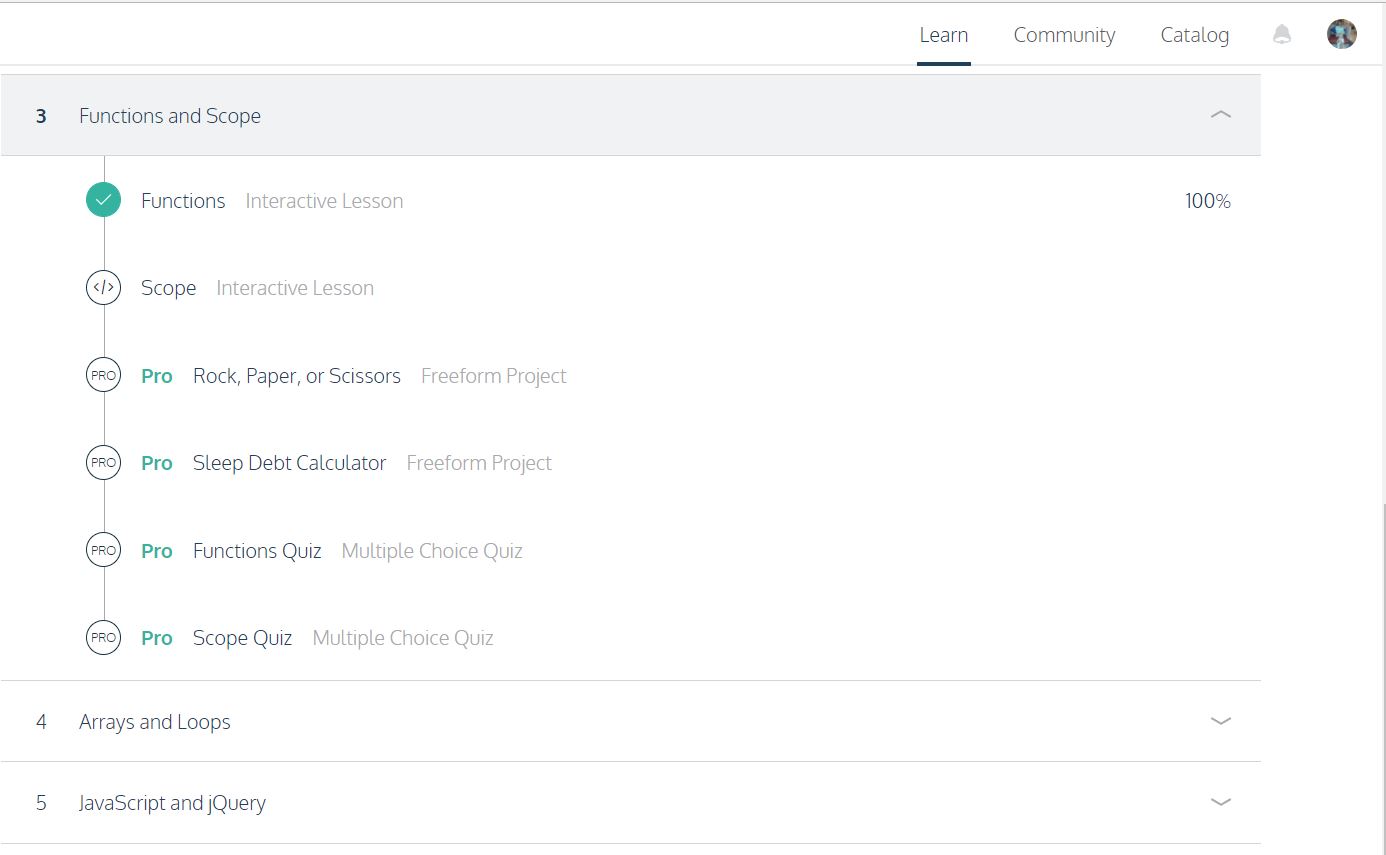 Learn Community Catalog
3 Functions and Scope
Functions Interactive Lesson 100%
</> Scope Interactive Lesson
PRO Pro Rock, Paper, or Scissors Freeform Project
PRO Pro Sleep Debt Calculator Freeform Project
PRO Pro Functions Quiz Multiple Choice Quiz
PRO Pro Scope Quiz Multiple Choice Quiz
4 Arrays and Loops
5 JavaScript and jQuery